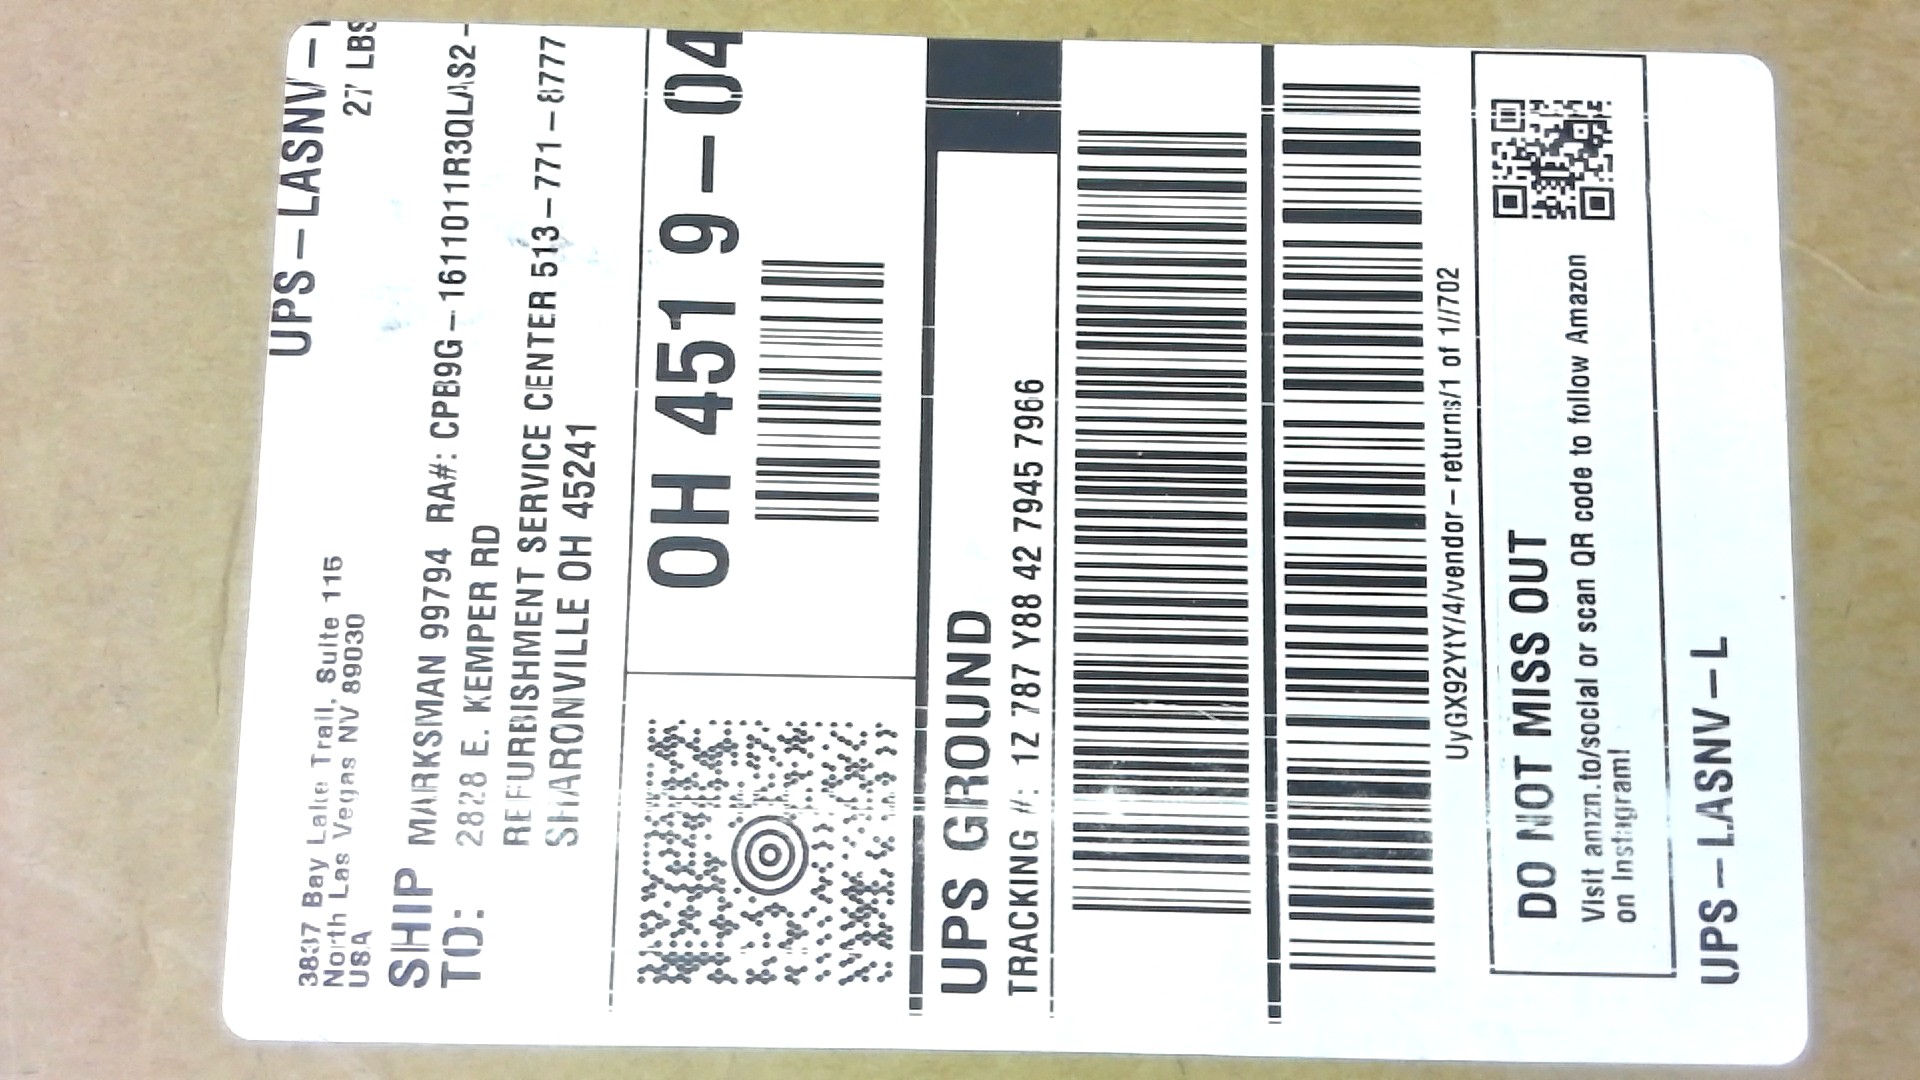 UPS-LASNV-
27 LBS
3837 Bay Lake Trail, Suite 115
North Las Vegas NV 89030
USA
SHIP
TO:
MARKSMAN 99794 RA#: CPB9G-1611011R3QLAS2-
2828 E. KEMPER RD
REFURBISHMENT SERVICE CENTER 513-771-8777
SHARONVILLE OH 45241
OH 451 9-04
UPS GROUND
TRACKING #: 1Z 787 Y88 42 7945 7966
UyGX92YtY/4/vendor-returns/1 of 1//702
DO NOT MISS OUT
Visit amzn.to/social or scan QR code to follow Amazon
on Instagram!
UPS-LASNV-L